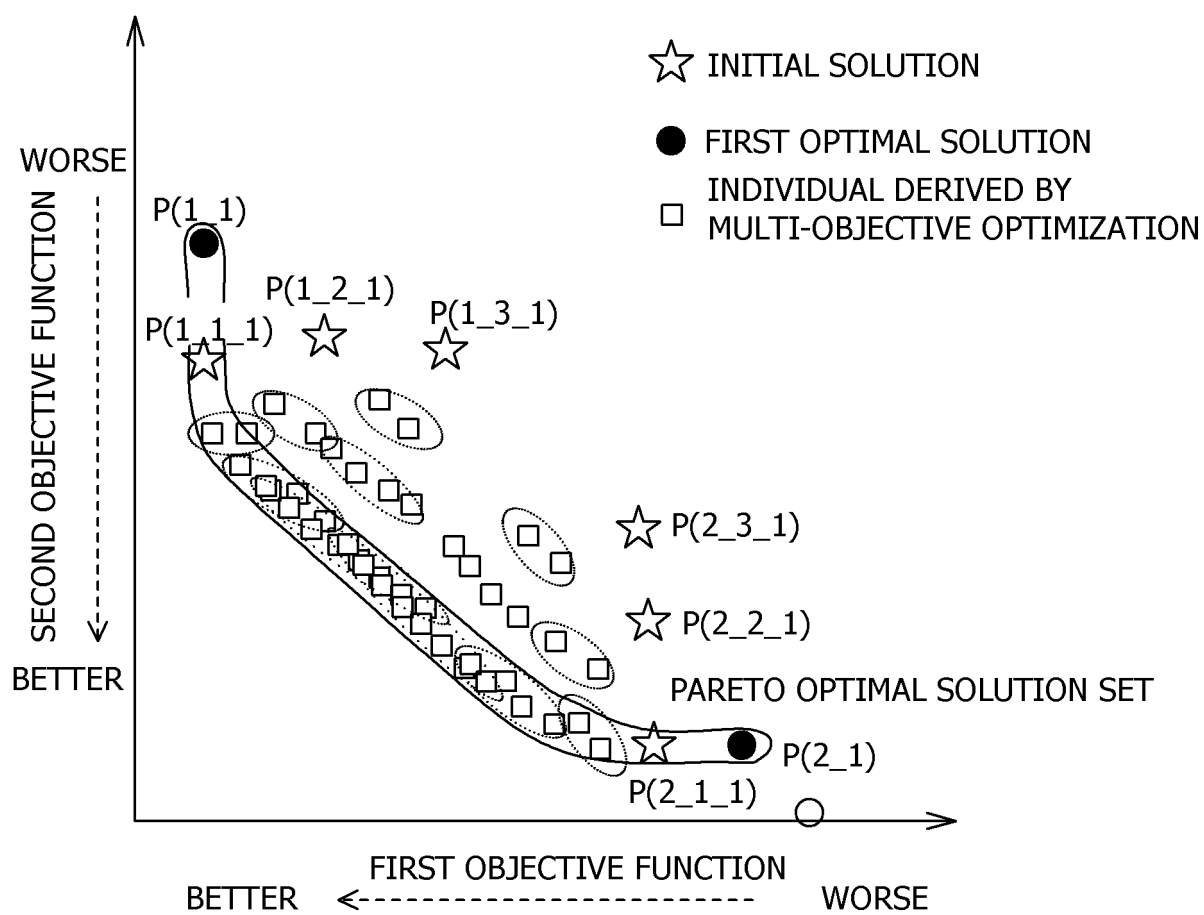 INITIAL SOLUTION
FIRST OPTIMAL SOLUTION
INDIVIDUAL DERIVED BY
MULTI-OBJECTIVE OPTIMIZATION
WORSE
SECOND OBJECTIVE FUNCTION
BETTER
P(1_1)
P(1_2_1)
P(1_3_1)
P(1_1_1)
P(2_3_1)
P(2_2_1)
PARETO OPTIMAL SOLUTION SET
P(2_1)
P(2_1_1)
FIRST OBJECTIVE FUNCTION
BETTER
WORSE